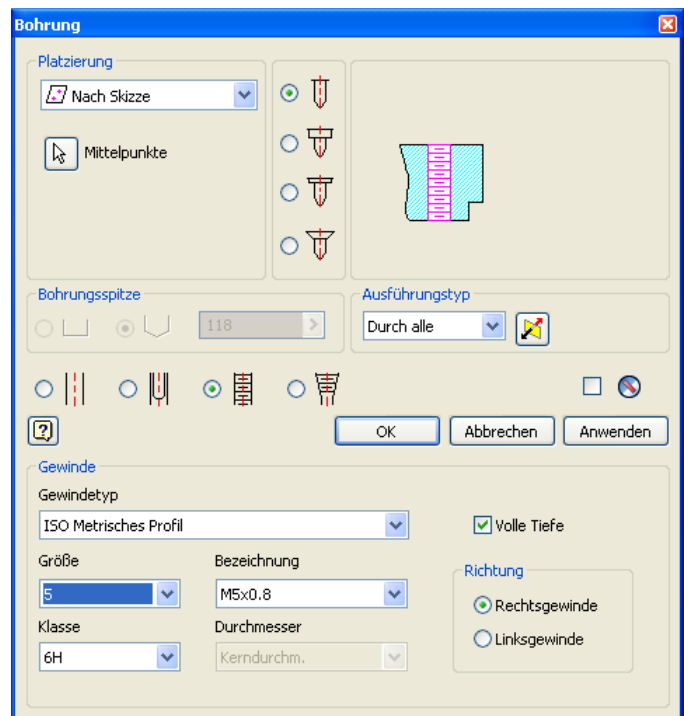 Bohrung
Platzierung
Nach Skizze
Mittelpunkte
Bohrungsspitze
118
Ausführungstyp
Durch alle
OK
Abbrechen
Anwenden
Gewinde
Gewindetyp
ISO Metrisches Profil
Volle Tiefe
Größe
Bezeichnung
5
M5x0.8
Richtung
Rechtsgewinde
Linksgewinde
Klasse
Durchmesser
6H
Kerndurchm.